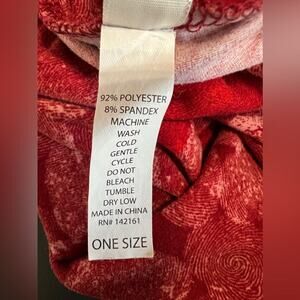 92% POLYESTER
8% SPANDEX
MACHINE
WASH
COLD
GENTLE
CYCLE
DO NOT
BLEACH
TUMBLE
DRY LOW
MADE IN CHINA
RN# 142161
ONE SIZE